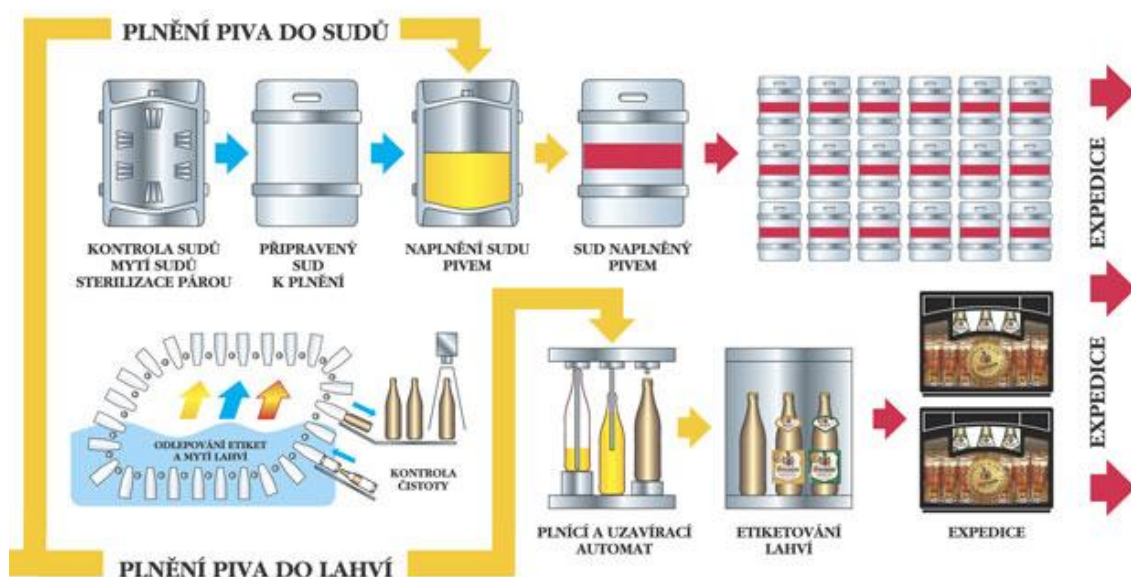 PLNĚNÍ PIVA DO SUDŮ
KONTROLA SUDŮ
MYTÍ SUDŮ
STERILIZACE PÁROU
PŘIPRAVENÝ
SUD
K PLNĚNÍ
NAPLNĚNÍ SUDU
PIVEM
SUD NAPLNĚNÝ
PIVEM
EXPEDICE
ODLEPOVÁNÍ ETIKET
A MYTÍ LAHVÍ
KONTROLA
ČISTOTY
PLNÍCÍ A UZAVÍRACÍ
AUTOMAT
ETIKETOVÁNÍ
LAHVÍ
EXPEDICE
EXPEDICE
PLNĚNÍ PIVA DO LAHVÍ